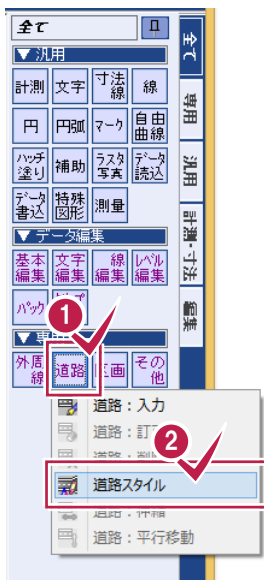 全て
▼ 汎用
計測 文字 寸法線 線
円 円弧 マーク 自由曲線
ハッチ塗り 補助 ラスタ写真 データ読込
データ書込 特殊図形 測量
▼ データ編集
基本編集 文字編集 線編集 レベル編集
パック
1
外周線 道路 区画 その他
道路：入力
道路：訂
2
道路スタイル
道路：伸縮
道路：平行移動
全て
専用
汎用
計測・寸法
編集